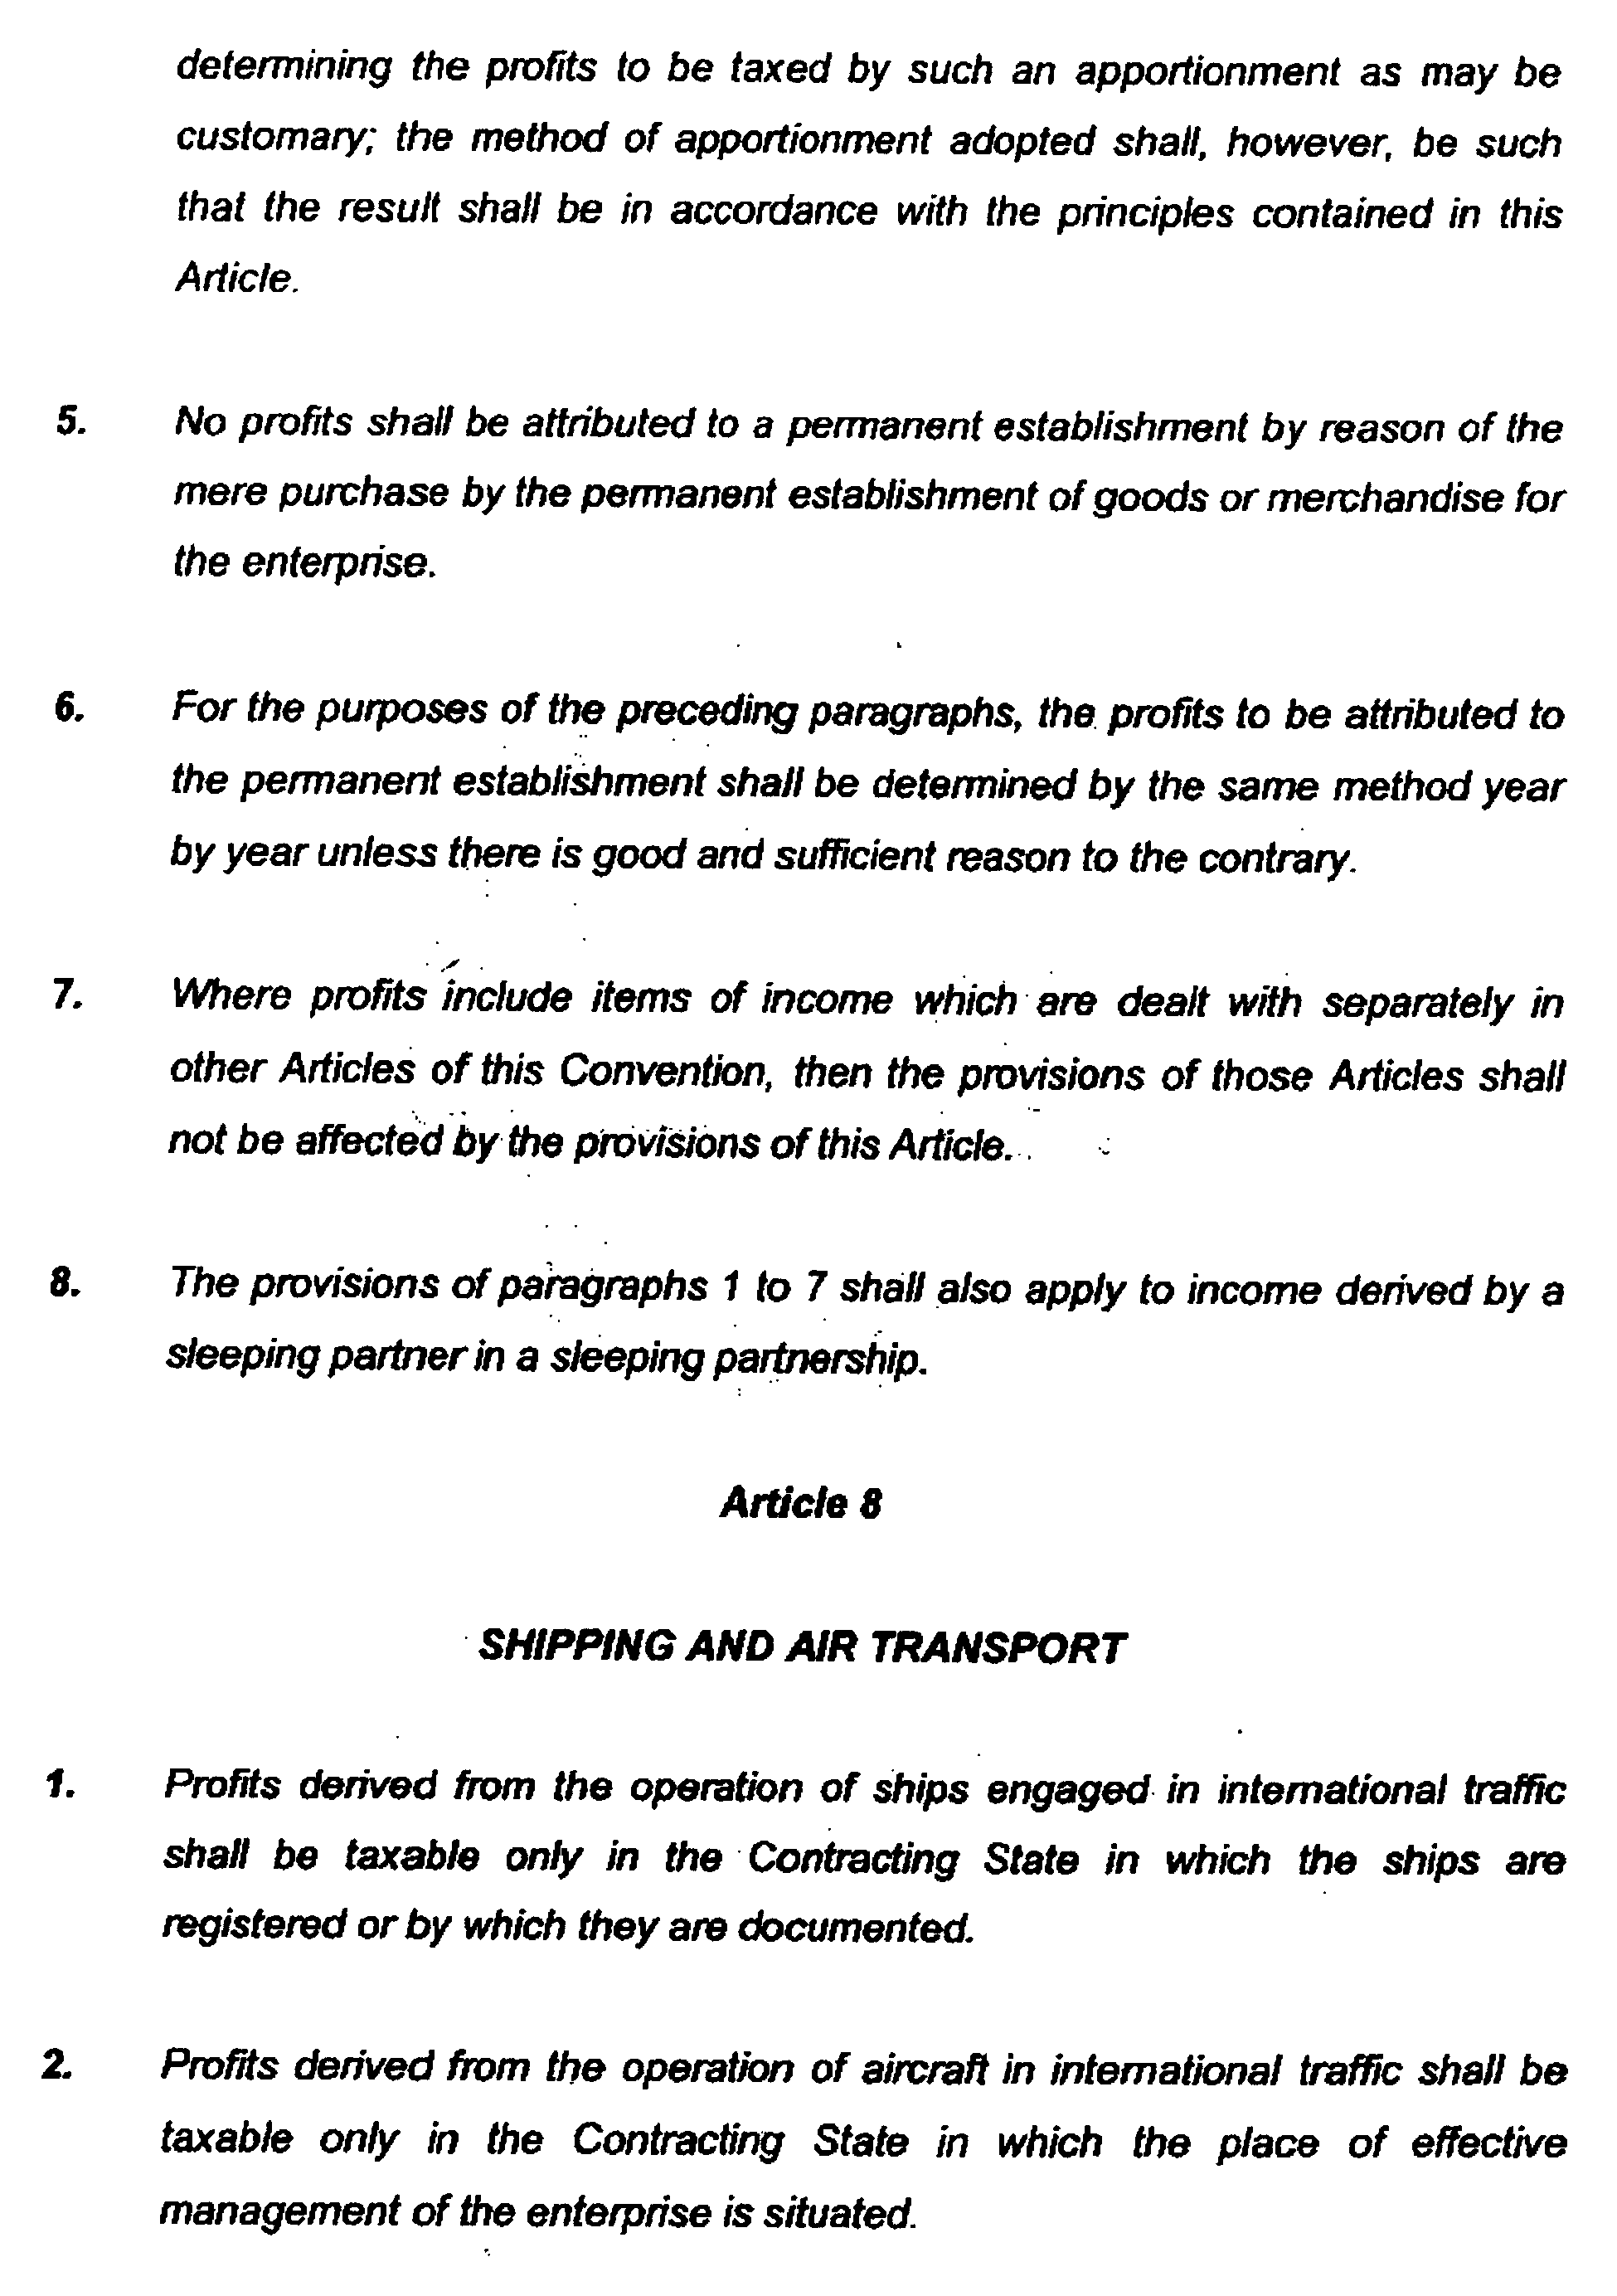 determining the profits to be taxed by such an apportionment as may be
customary; the method of apportionment adopted shall, however, be such
that the result shall be in accordance with the principles contained in this
Article.
5. No profits shall be attributed to a permanent establishment by reason of the
mere purchase by the permanent establishment of goods or merchandise for
the enterprise.
6. For the purposes of the preceding paragraphs, the profits to be attributed to
the permanent establishment shall be determined by the same method year
by year unless there is good and sufficient reason to the contrary.
7. Where profits include items of income which are dealt with separately in
other Articles of this Convention, then the provisions of those Articles shall
not be affected by the provisions of this Article.
8. The provisions of paragraphs 1 to 7 shall also apply to income derived by a
sleeping partner in a sleeping partnership.
Article 8
SHIPPING AND AIR TRANSPORT
1. Profits derived from the operation of ships engaged in international traffic
shall be taxable only in the Contracting State in which the ships are
registered or by which they are documented.
2. Profits derived from the operation of aircraft in international traffic shall be
taxable only in the Contracting State in which the place of effective
management of the enterprise is situated.